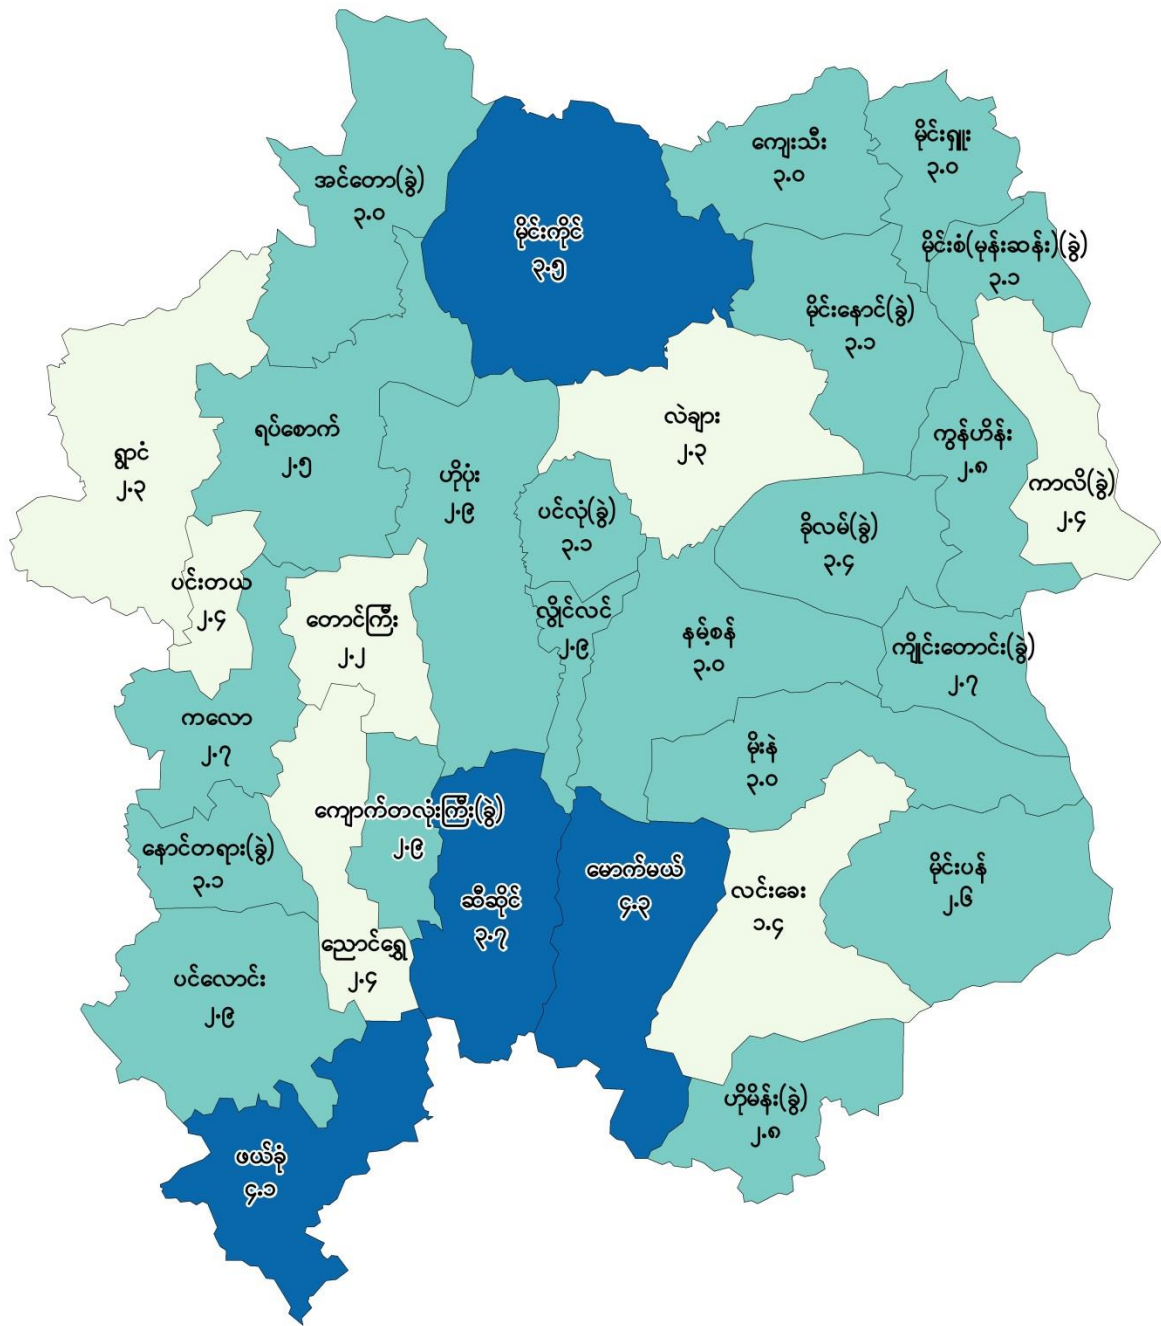 ကျေးသီး
၃.၀
မိုင်းရှူး
၃.၀
အင်တော(ခွဲ)
၃.၀
မိုင်းကိုင်
၃.၅
မိုင်းစံ(မုန်းဆန်း)(ခွဲ)
၃.၁
မိုင်းနောင်(ခွဲ)
၃.၁
ရွာငံ
၂.၃
ရပ်စောက်
၂.၅
ဟိုပုံး
၂.၉
လဲချား
၂.၃
ကွန်ဟိန်း
၂.၈
ကာလိ(ခွဲ)
၂.၄
ပင်လုံ(ခွဲ)
၃.၁
ခိုလမ်(ခွဲ)
၃.၄
ပင်းတယ
၂.၄
တောင်ကြီး
၂.၂
လွိုင်လင်
၂.၉
နမ့်စန်
၃.၀
ကျိုင်းတောင်း(ခွဲ)
၂.၇
ကလော
၂.၇
မိုးနဲ
၃.၀
ကျောက်တလုံးကြီး(ခွဲ)
၂.၉
နောင်တရား(ခွဲ)
၃.၁
ဆီဆိုင်
၃.၇
မောက်မယ်
၄.၃
လင်းခေး
၁.၄
မိုင်းပန်
၂.၆
ညောင်ရွှေ
၂.၄
ပင်လောင်း
၂.၉
ဟိုမိန်း(ခွဲ)
၂.၈
ဖယ်ခုံ
၄.၁